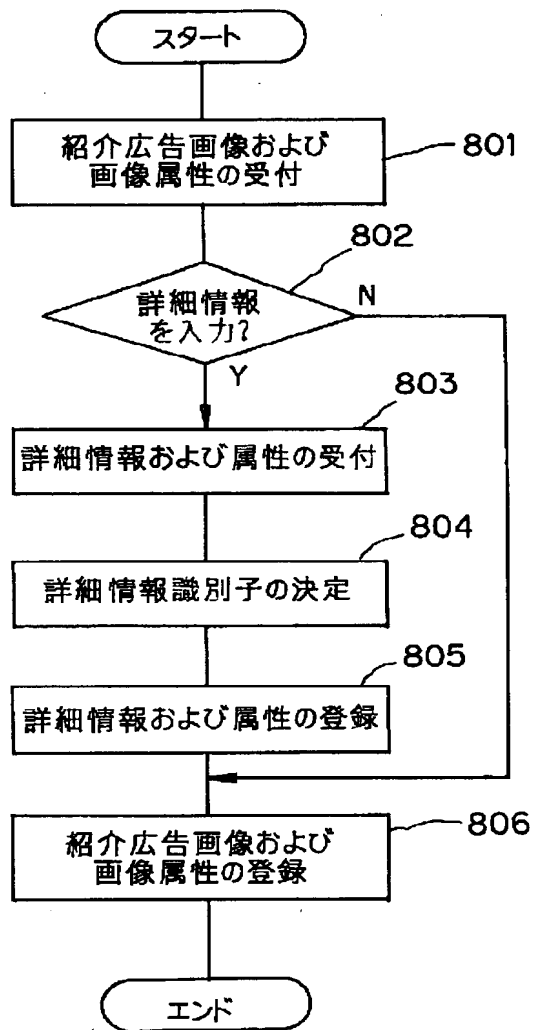 スタート
紹介広告画像および
画像属性の受付
801
802
詳細情報
を入力?
N
Y
803
詳細情報および属性の受付
804
詳細情報識別子の決定
805
詳細情報および属性の登録
806
紹介広告画像および
画像属性の登録
エンド